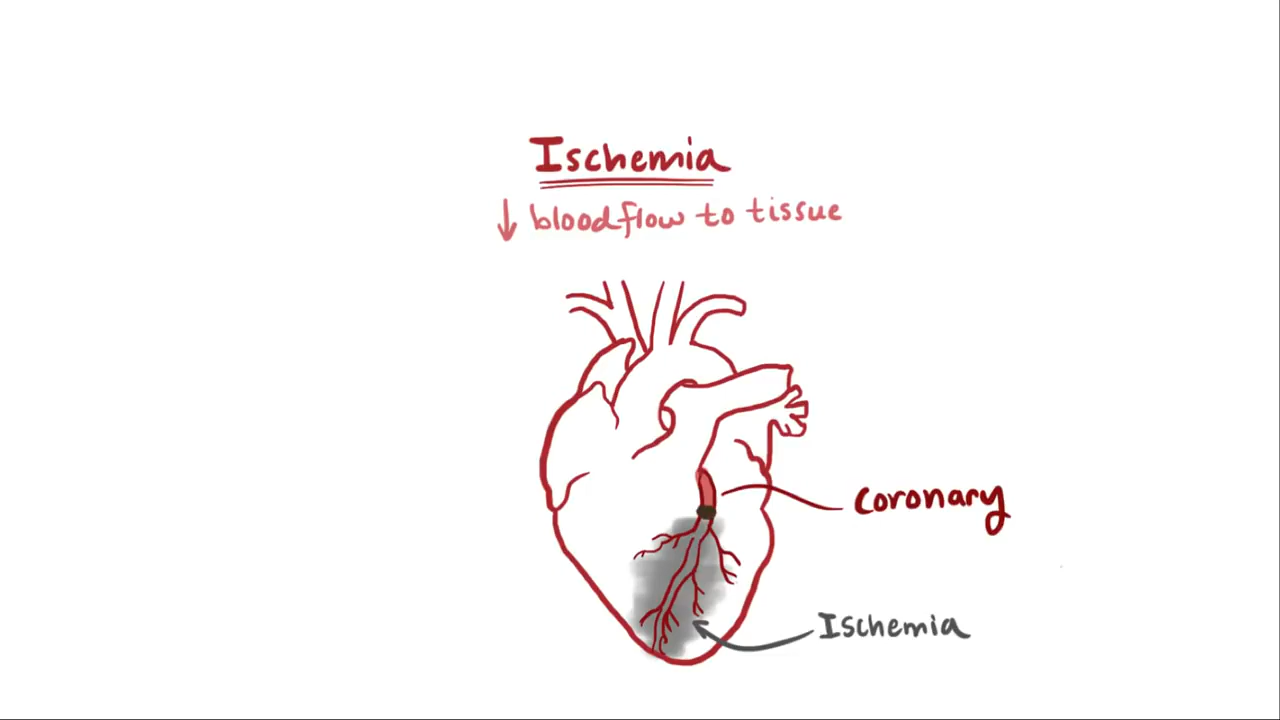 Ischemia
↓ bloodflow to tissue
Coronary
Ischemia